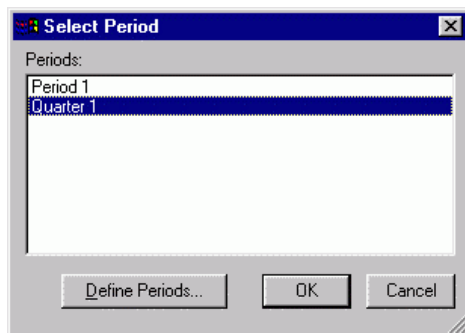 Select Period
Periods:
Period 1
Quarter 1
Define Periods...
OK
Cancel